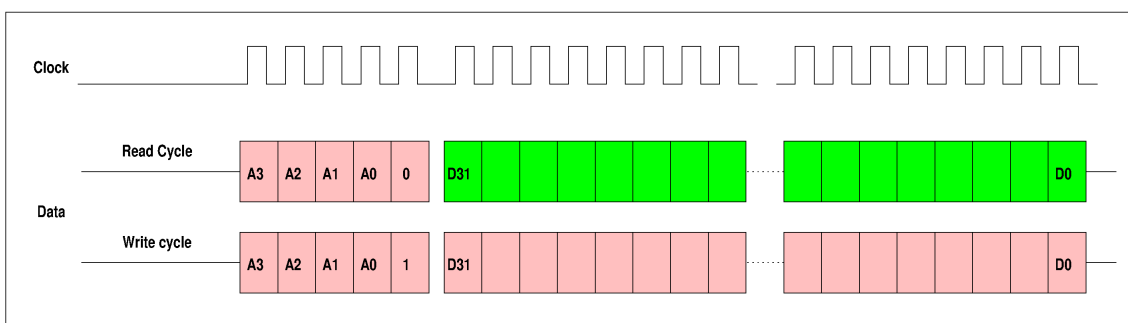 Clock
Read Cycle
A3 A2 A1 A0 0 D31 D0
Data
Write cycle
A3 A2 A1 A0 1 D31 D0